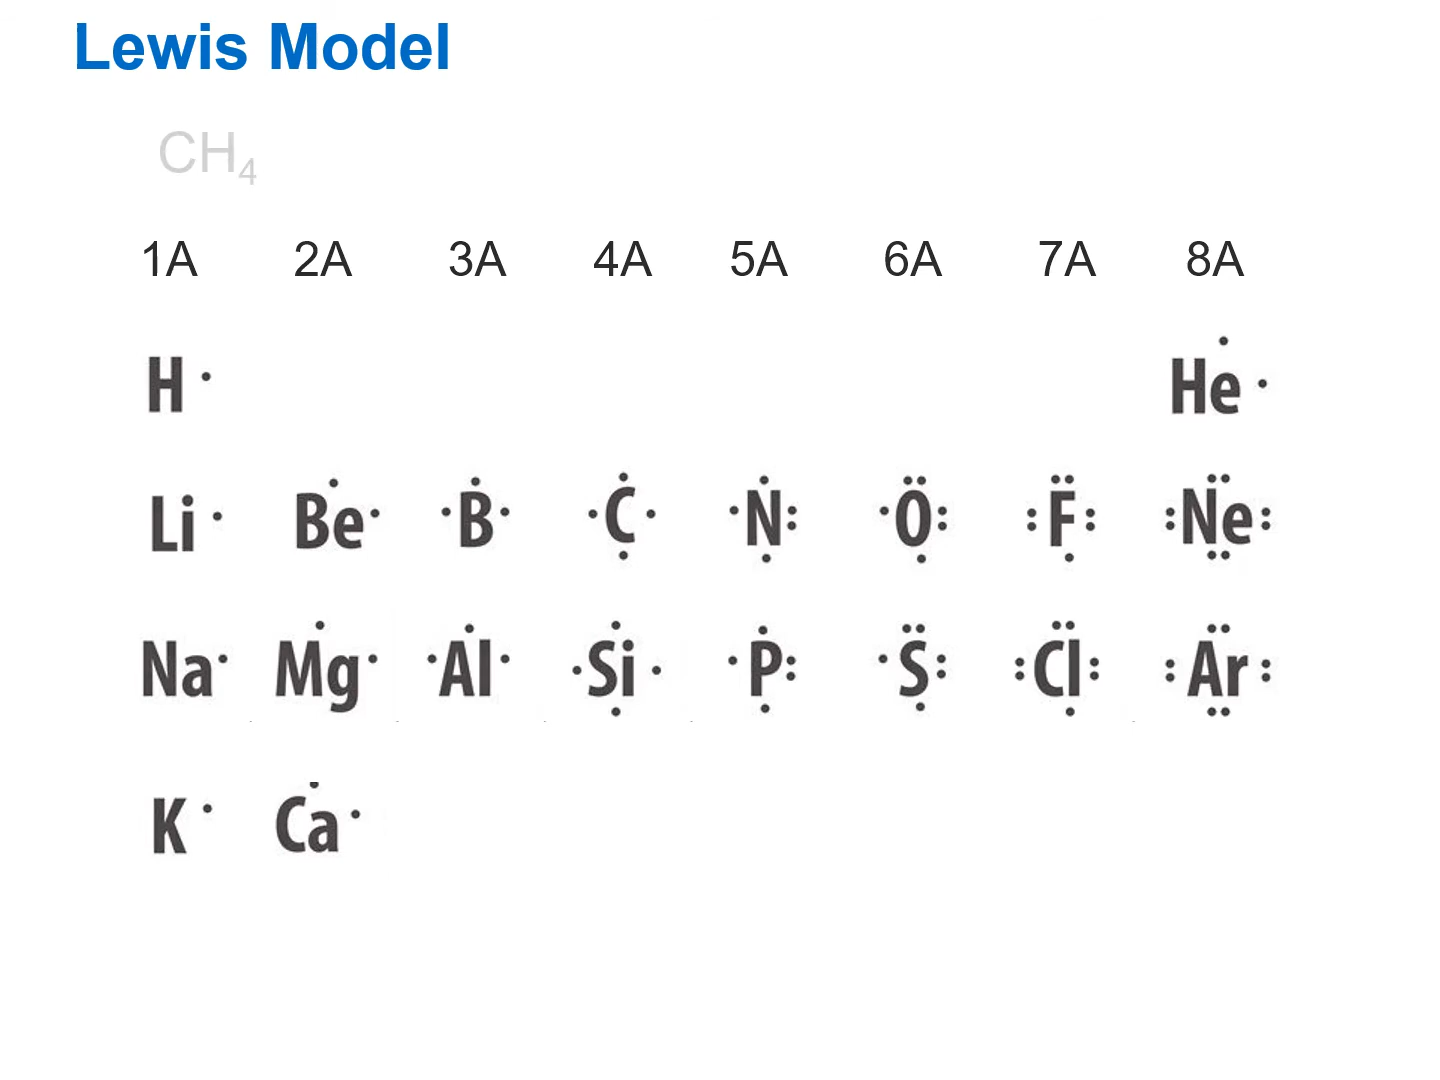 Lewis Model
CH₄
1A 2A 3A 4A 5A 6A 7A 8A
H He
Li Be B C N O F Ne
Na Mg Al Si P S Cl Ar
K Ca